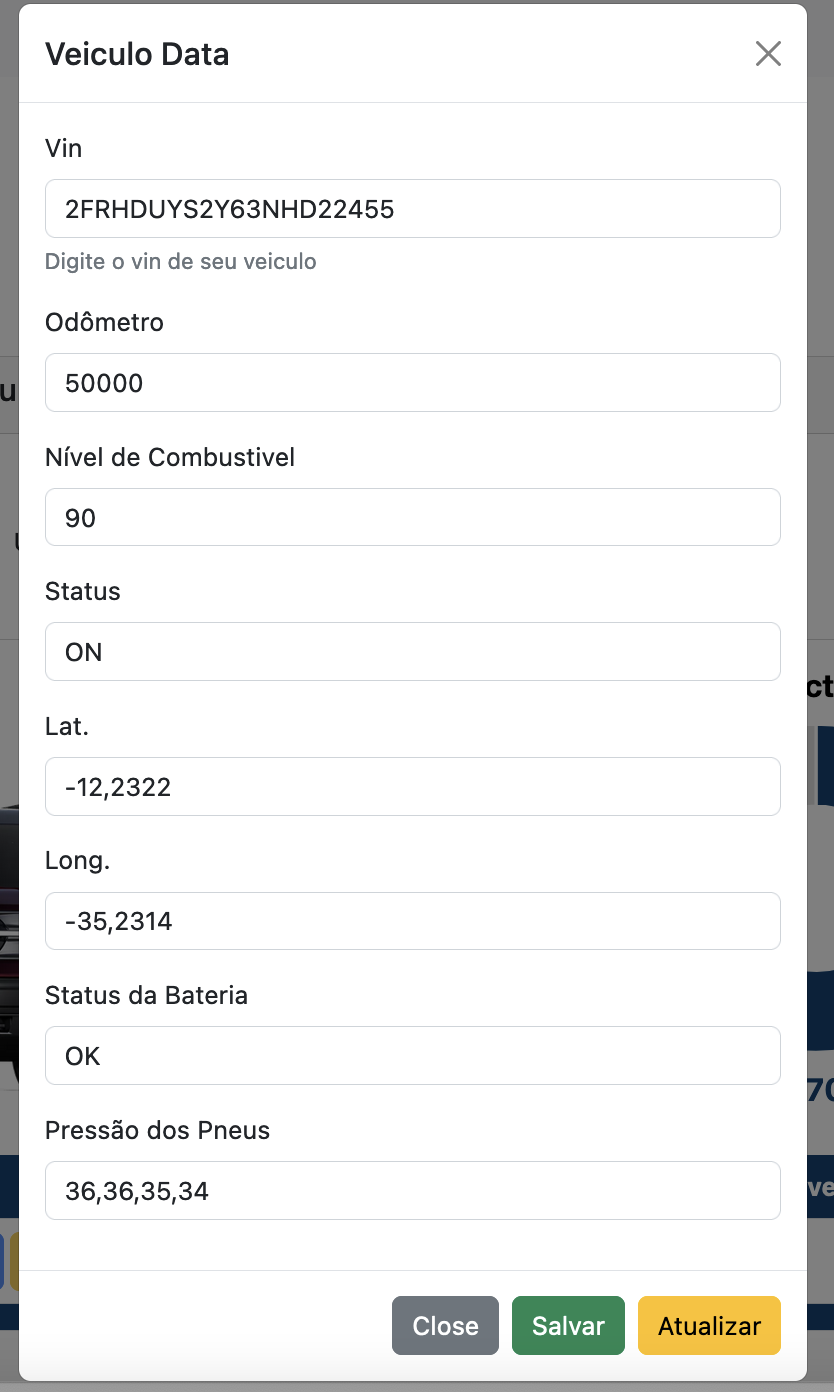 Veiculo Data
Vin
2FRHDUYS2Y63NHD22455
Digite o vin de seu veiculo
Odômetro
50000
Nível de Combustivel
90
Status
ON
Lat.
-12,2322
Long.
-35,2314
Status da Bateria
OK
Pressão dos Pneus
36,36,35,34
Close Salvar Atualizar